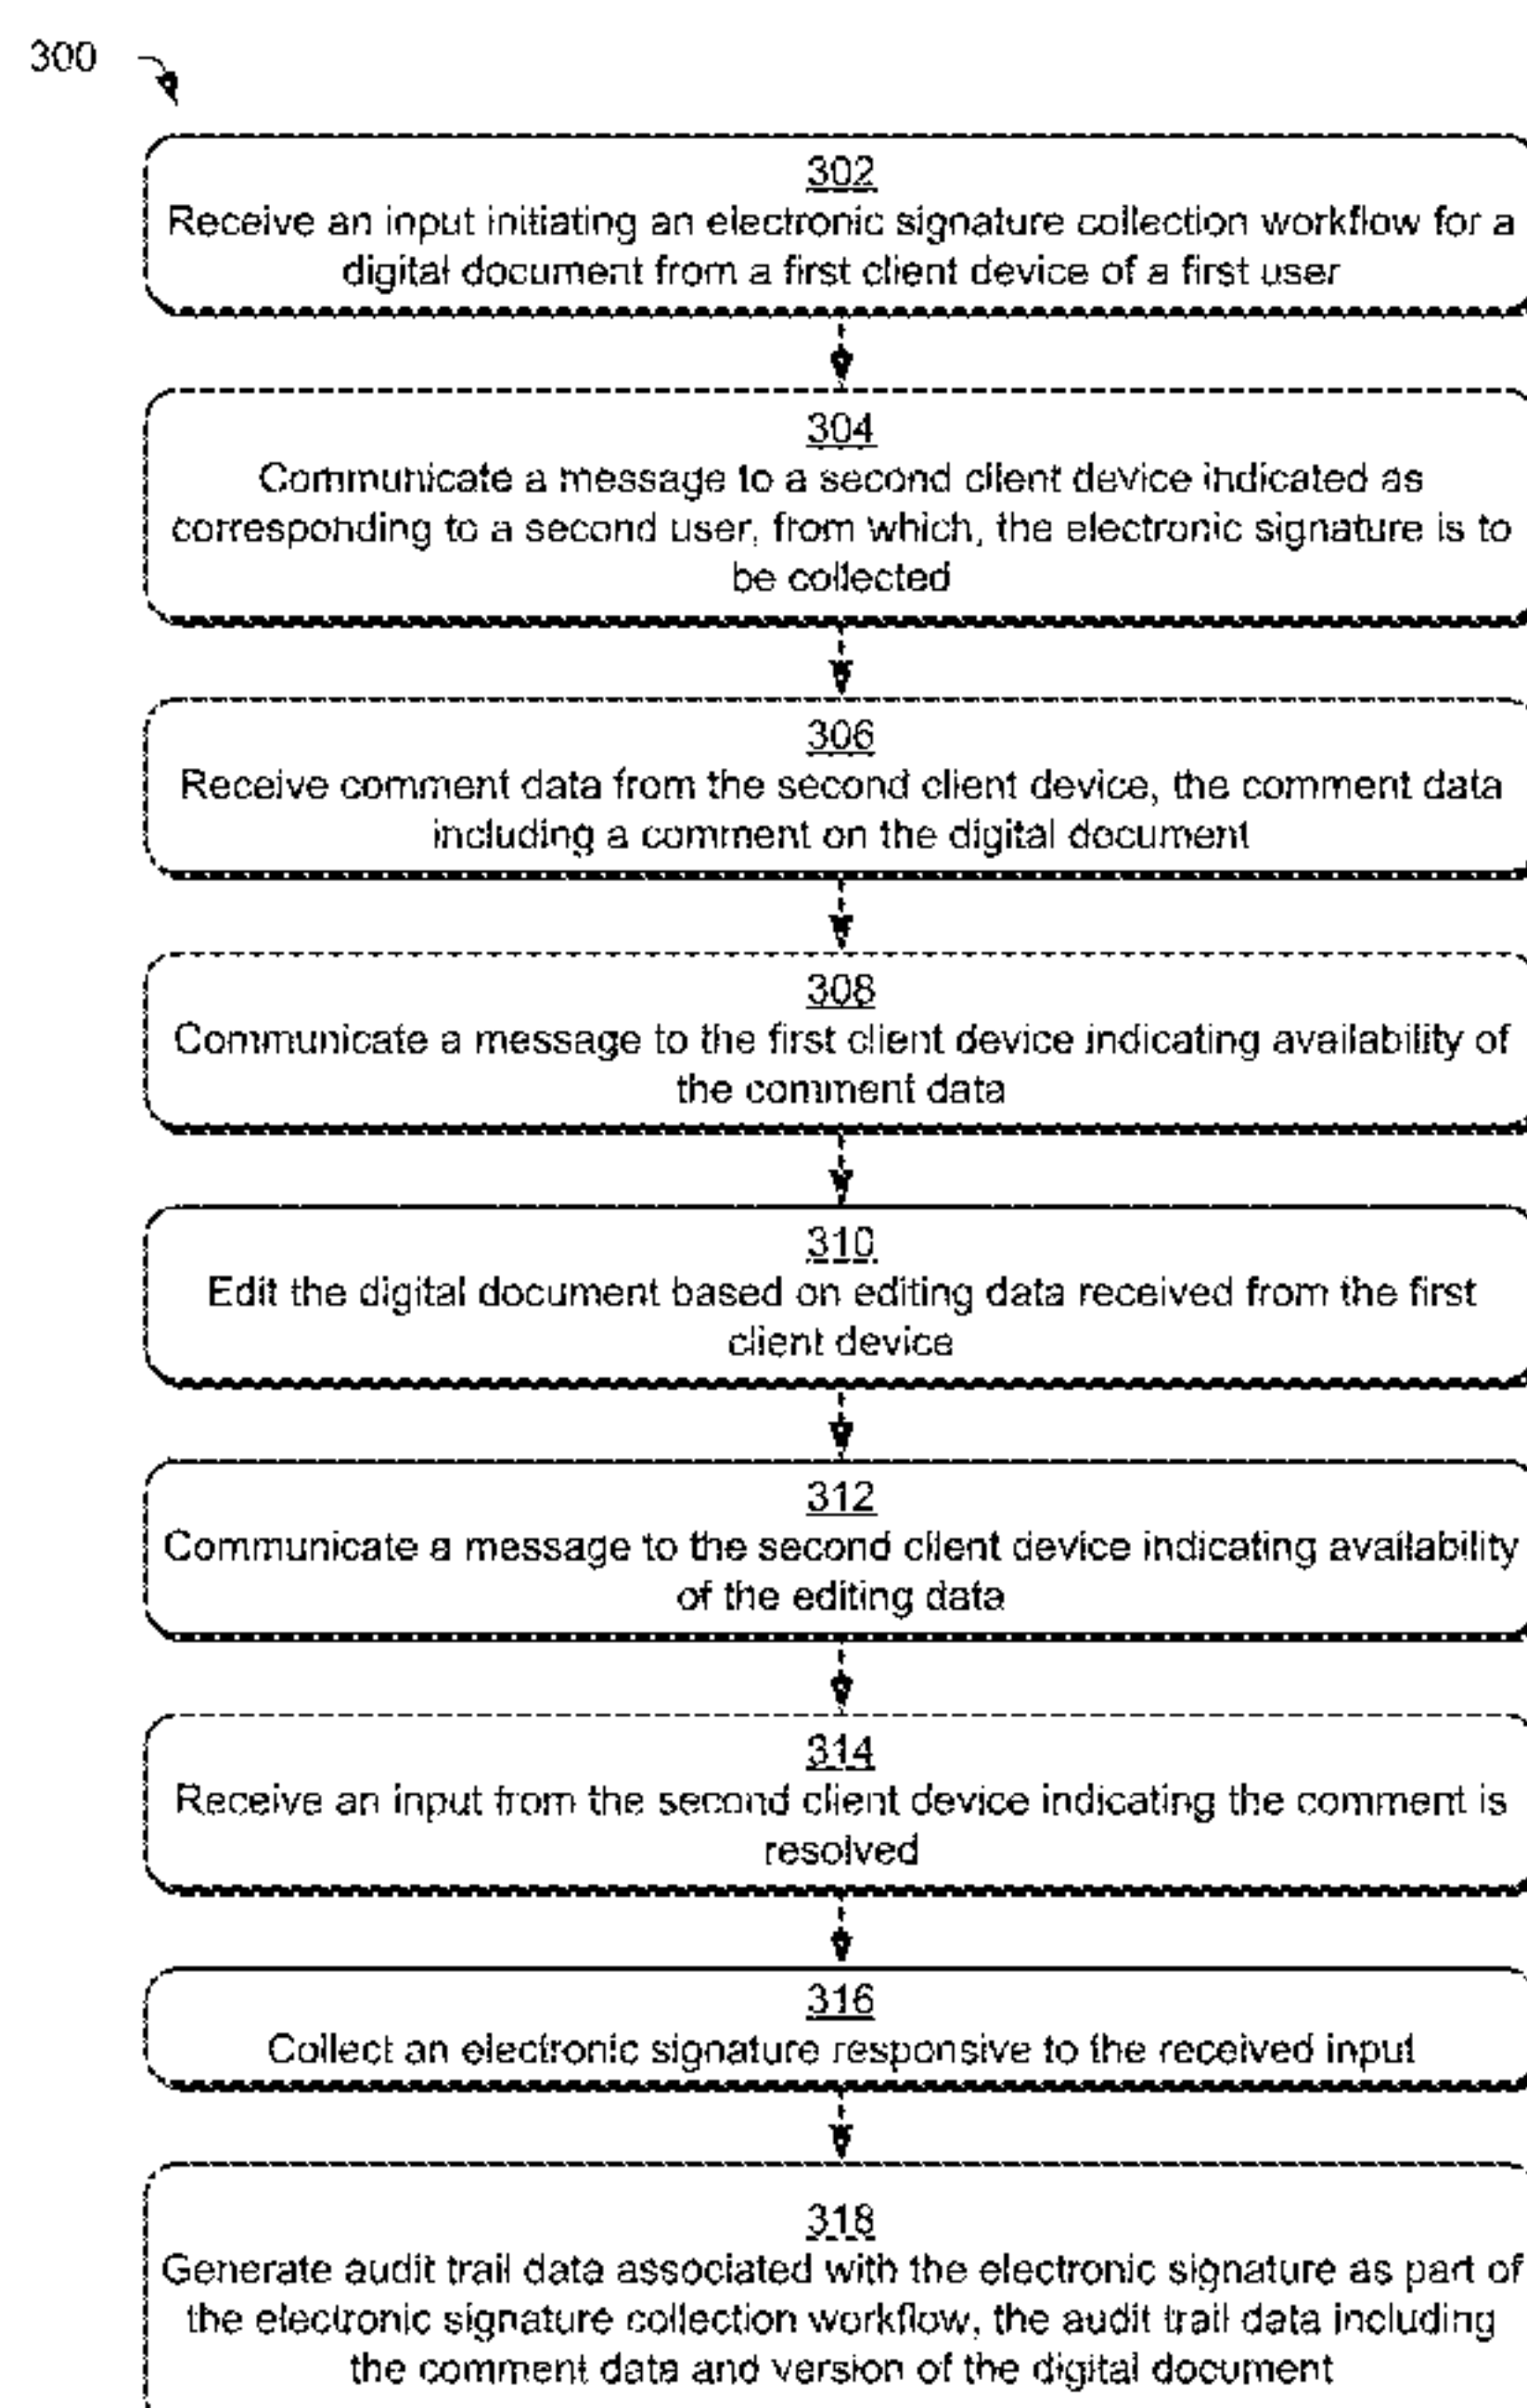 300
302
Receive an input initiating an electronic signature collection workflow for a
digital document from a first client device of a first user
304
Communicate a message to a second client device indicated as
corresponding to a second user, from which, the electronic signature is to
be collected
306
Receive comment data from the second client device, the comment data
including a comment on the digital document
308
Communicate a message to the first client device indicating availability of
the comment data
310
Edit the digital document based on editing data received from the first
client device
312
Communicate a message to the second client device indicating availability
of the editing data
314
Receive an input from the second client device indicating the comment is
resolved
316
Collect an electronic signature responsive to the received input
318
Generate audit trail data associated with the electronic signature as part of
the electronic signature collection workflow, the audit trail data including
the comment data and version of the digital document